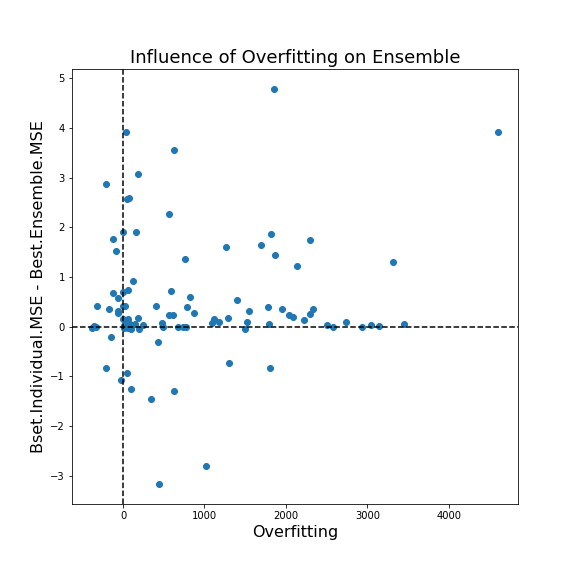 Influence of Overfitting on Ensemble
Bset.Individual.MSE - Best.Ensemble.MSE
5
4
3
2
1
0
−1
−2
−3
0 1000 2000 3000 4000
Overfitting